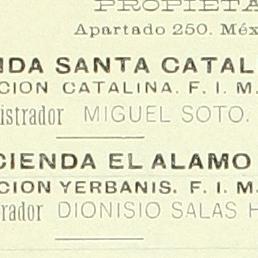 PROPIETA
Apartado 250. Méx
NDA SANTA CATAL
CION CATALINA. F. I. M.
istrador MIGUEL SOTO.
CIENDA EL ALAMO
CION YERBANIS. F. I. M.
rador DIONISIO SALAS H